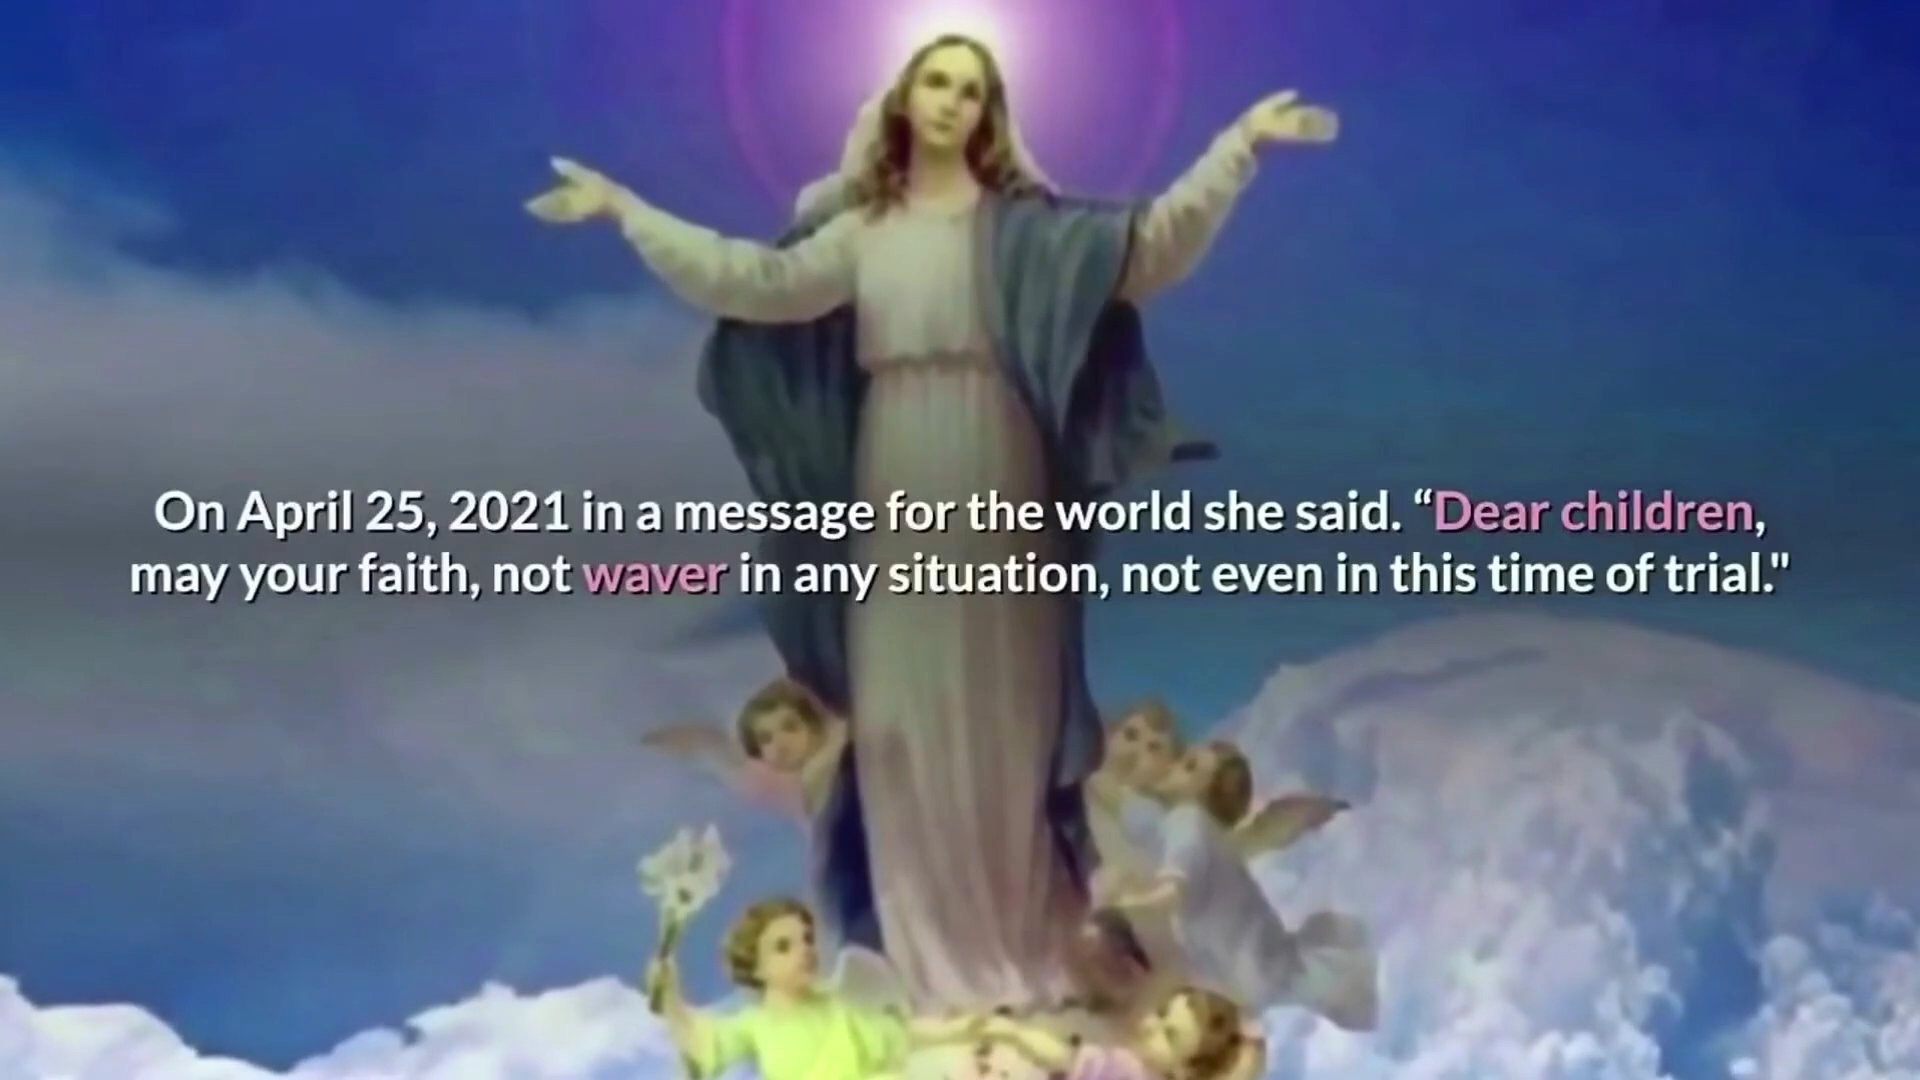 On April 25, 2021 in a message for the world she said. “Dear children,
may your faith, not waver in any situation, not even in this time of trial."